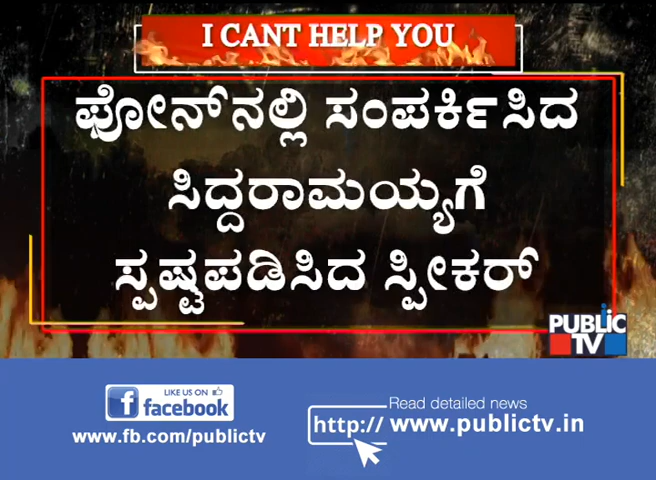 I CANT HELP YOU
ಫೋನ್‌ನಲ್ಲಿ ಸಂಪರ್ಕಿಸಿದ
ಸಿದ್ದರಾಮಯ್ಯಗೆ
ಸ್ಪಷ್ಟಪಡಿಸಿದ ಸ್ಪೀಕರ್
PUBLiC
TV
LIKE US ON
f facebook
www.fb.com/publictv
Read detailed news
http:// www.publictv.in